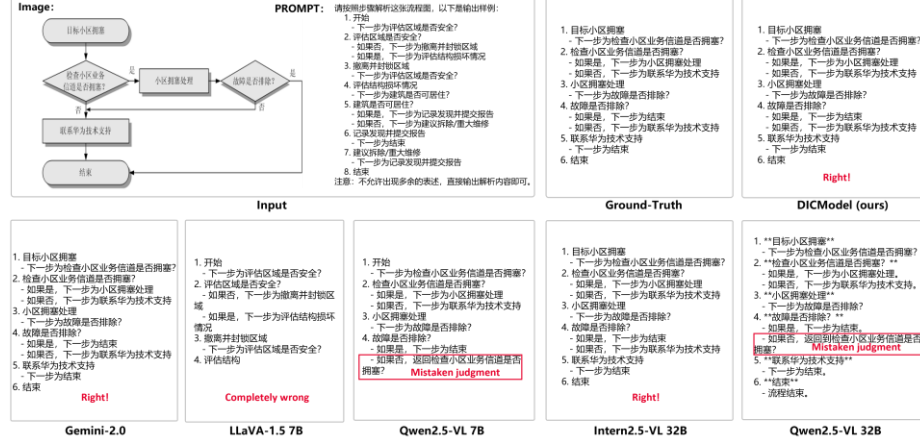 Image:
目标小区拥塞
检查小区业务
信道是否拥塞?
是
小区拥塞处理
故障是否排除?
是
否
否
联系华为技术支持
结束
PROMPT: 请按照步骤解析这张流程图，以下是输出样例:
1. 开始
- 下一步为评估区域是否安全?
2. 评估区域是否安全?
- 如果否，下一步为撤离并封锁区域
- 如果是，下一步为评估结构损坏情况
3. 撤离并封锁区域
- 下一步为评估区域是否安全?
4. 评估结构损坏情况
- 下一步为建筑是否可居住?
5. 建筑是否可居住?
- 如果是，下一步为记录发现并提交报告
- 如果否，下一步为建议拆除/重大维修
6. 记录发现并提交报告
- 下一步为结束
7. 建议拆除/重大维修
- 下一步为记录发现并提交报告
8. 结束
注意：不允许出现多余的表述，直接输出解析内容即可。
Input
1. 目标小区拥塞
- 下一步为检查小区业务信道是否拥塞?
2. 检查小区业务信道是否拥塞?
- 如果是，下一步为小区拥塞处理
- 如果否，下一步为联系华为技术支持
3. 小区拥塞处理
- 下一步为故障是否排除?
4. 故障是否排除?
- 如果是，下一步为结束
- 如果否，下一步为联系华为技术支持
5. 联系华为技术支持
- 下一步为结束
6. 结束
Ground-Truth
1. 目标小区拥塞
- 下一步为检查小区业务信道是否拥塞?
2. 检查小区业务信道是否拥塞?
- 如果是，下一步为小区拥塞处理
- 如果否，下一步为联系华为技术支持
3. 小区拥塞处理
- 下一步为故障是否排除?
4. 故障是否排除?
- 如果是，下一步为结束
- 如果否，下一步为联系华为技术支持
5. 联系华为技术支持
- 下一步为结束
6. 结束
Right!
DICModel (ours)
1. 目标小区拥塞
- 下一步为检查小区业务信道是否拥塞?
2. 检查小区业务信道是否拥塞?
- 如果是，下一步为小区拥塞处理
- 如果否，下一步为联系华为技术支持
3. 小区拥塞处理
- 下一步为故障是否排除?
4. 故障是否排除?
- 如果是，下一步为结束
- 如果否，下一步为联系华为技术支持
5. 联系华为技术支持
- 下一步为结束
6. 结束
Right!
Gemini-2.0
1. 开始
- 下一步为评估区域是否安全?
2. 评估区域是否安全?
- 如果否，下一步为撤离并封锁区
域
- 如果是，下一步为评估结构损坏
情况
3. 撤离并封锁区域
- 下一步为评估区域是否安全?
4. 评估结构
Completely wrong
LLaVA-1.5 7B
1. 开始
- 下一步为检查小区业务信道是否拥塞?
2. 检查小区业务信道是否拥塞?
- 如果是，下一步为小区拥塞处理
- 如果否，下一步为联系华为技术支持
3. 小区拥塞处理
- 下一步为故障是否排除?
4. 故障是否排除?
- 如果是，下一步为结束
- 如果否，返回检查小区业务信道是否
拥塞?
Mistaken judgment
Qwen2.5-VL 7B
1. 目标小区拥塞
- 下一步为检查小区业务信道是否拥塞?
2. 检查小区业务信道是否拥塞?
- 如果是，下一步为小区拥塞处理
- 如果否，下一步为联系华为技术支持
3. 小区拥塞处理
- 下一步为故障是否排除?
4. 故障是否排除?
- 如果是，下一步为结束
- 如果否，下一步为联系华为技术支持
5. 联系华为技术支持
- 下一步为结束
6. 结束
Right!
Intern2.5-VL 32B
1. **目标小区拥塞**
- 下一步为检查小区业务信道是否拥塞?
2. **检查小区业务信道是否拥塞? **
- 如果是，下一步为小区拥塞处理。
- 如果否，下一步为联系华为技术支持。
3. **小区拥塞处理**
- 下一步为故障是否排除?
4. **故障是否排除? **
- 如果是，下一步为结束。
- 如果否，返回到检查小区业务信道是否
拥塞?
Mistaken judgment
5. **联系华为技术支持**
- 下一步为结束。
6. **结束**
- 流程结束。
Qwen2.5-VL 32B